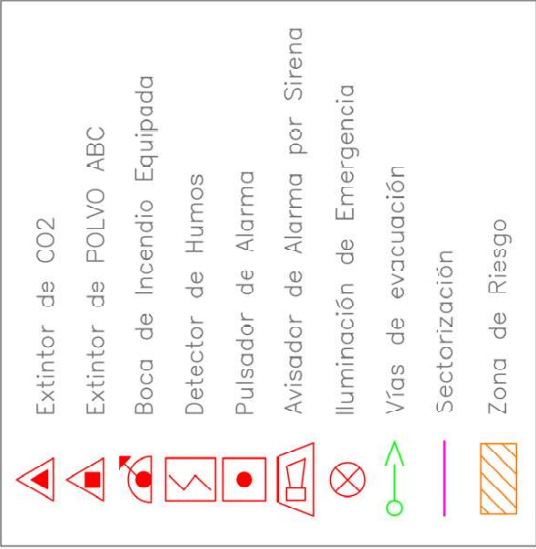 Extintor de CO2
Extintor de POLVO ABC
Boca de Incendio Equipada
Detector de Humos
Pulsador de Alarma
Avisador de Alarma por Sirena
Iluminación de Emergencia
Vías de evacuación
Sectorización
Zona de Riesgo